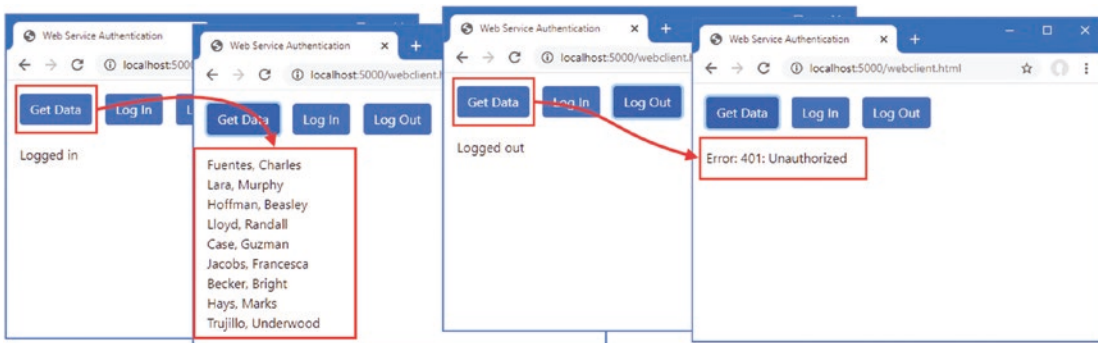 Web Service Authentication
localhost:500
Get Data
Log In
L
Logged in
Web Service Authentication
localhost:5000/webclient.h
Get Data
Log In
Log Out
Fuentes, Charles
Lara, Murphy
Hoffman, Beasley
Lloyd, Randall
Case, Guzman
Jacobs, Francesca
Becker, Bright
Hays, Marks
Trujillo, Underwood
Web Service Authentication
localhost:5000/webclient.
Get Data
Log In
Log Out
Logged out
Web Service Authentication
localhost:5000/webclient.html
Get Data
Log In
Log Out
Error: 401: Unauthorized